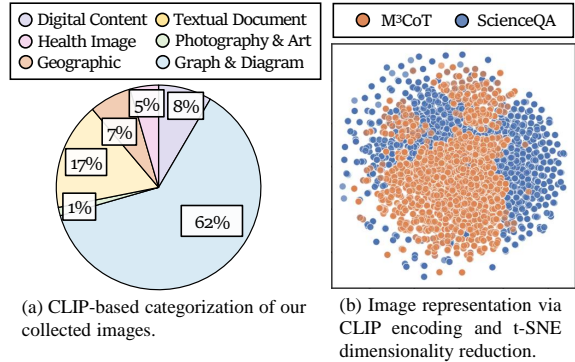 Digital Content
Textual Document
Health Image
Photography & Art
Geographic
Graph & Diagram
5%
8%
7%
17%
1%
62%
(a) CLIP-based categorization of our
collected images.
M³CoT
ScienceQA
(b) Image representation via
CLIP encoding and t-SNE
dimensionality reduction.